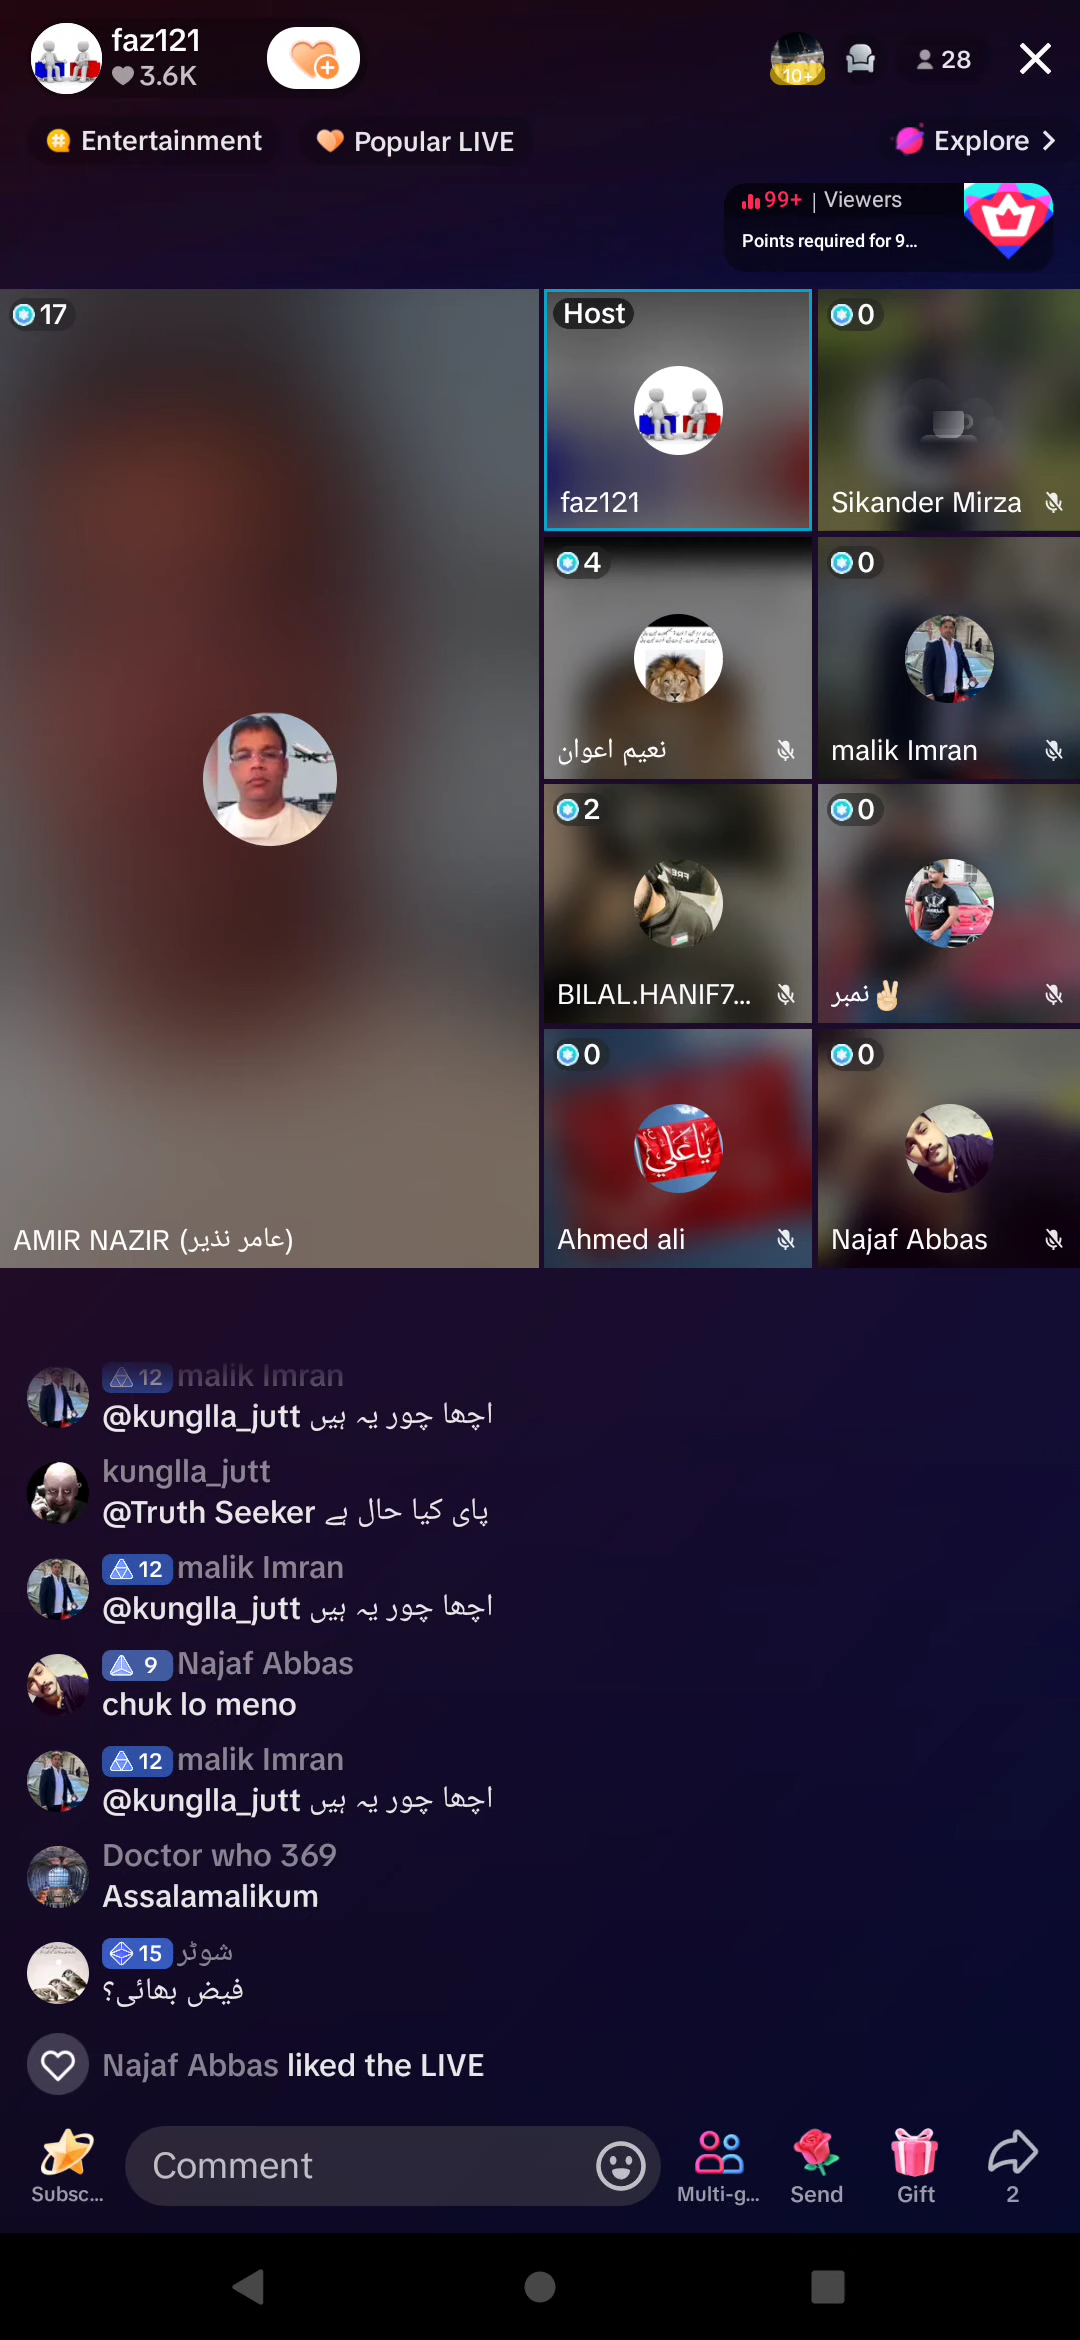 faz121
3.6K
10+
28
Entertainment
Popular LIVE
Explore
99+ | Viewers
Points required for 9...
17
Host
faz121
0
Sikander Mirza
4
نعیم اعوان
0
malik Imran
2
BILAL.HANIF7...
0
نمبر✌🏻
0
يا علي
Ahmed ali
0
Najaf Abbas
AMIR NAZIR (عامر نذیر)
12 malik Imran
@kunglla_jutt اچھا چور یہ ہیں
kunglla_jutt
@Truth Seeker پای کیا حال ہے
12 malik Imran
@kunglla_jutt اچھا چور یہ ہیں
9 Najaf Abbas
chuk lo meno
12 malik Imran
@kunglla_jutt اچھا چور یہ ہیں
Doctor who 369
Assalamalikum
15 شوٹر
فیض بھائی؟
Najaf Abbas liked the LIVE
Subsc...
Comment
Multi-g...
Send
Gift
2